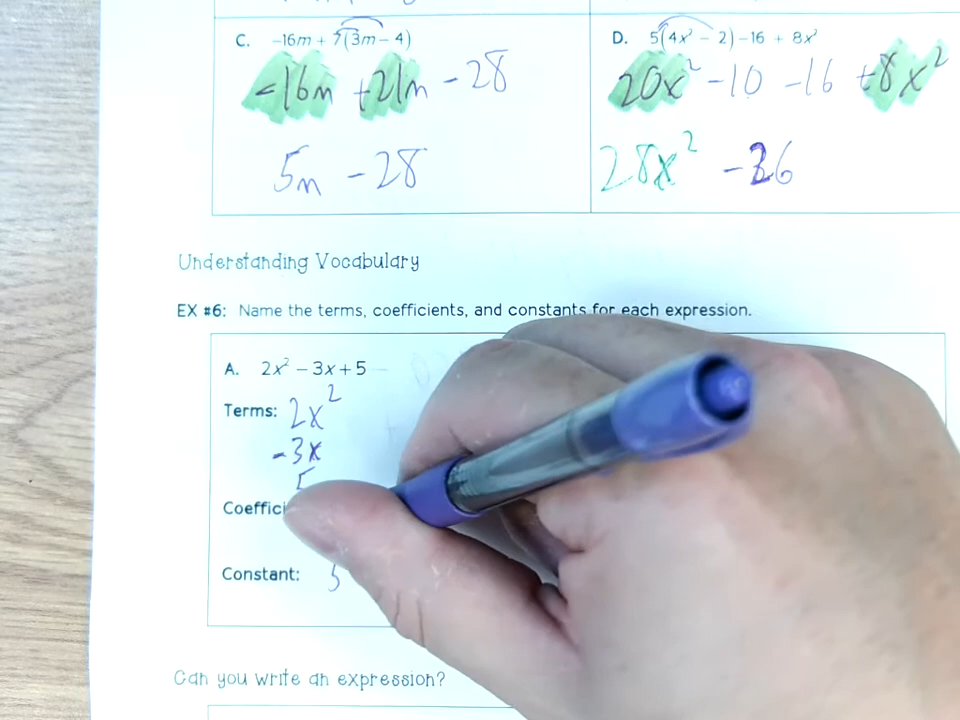 C. -16m + 7(3m - 4)
-16m +21m -28
5m -28
D. 5(4x² - 2) - 16 + 8x²
20x² -10 -16 +8x²
28x² -26
Understanding Vocabulary
EX #6: Name the terms, coefficients, and constants for each expression.
A. 2x² - 3x + 5
Terms: 2x²
-3x
5
Coeffici
Constant: 5
Can you write an expression?